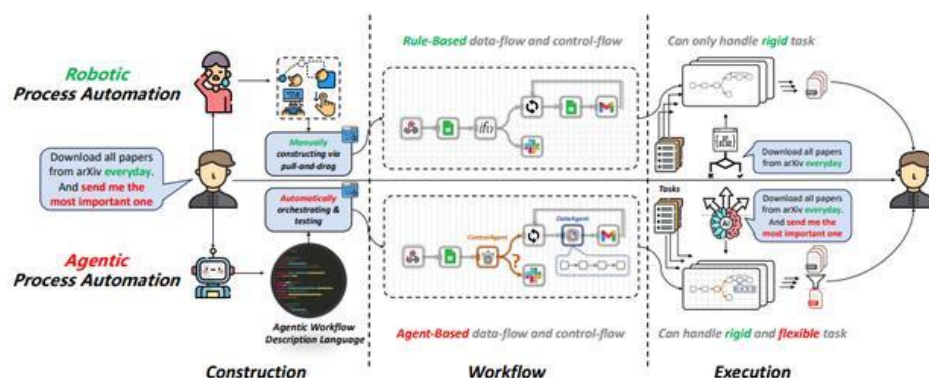 Robotic
Process Automation
Download all papers
from arXiv everyday.
And send me the
most important one
Agentic
Process Automation
Manually
constructing via
pull-and-drag
Automatically
orchestrating &
testing
Agentic Workflow
Description Language
Construction
Rule-Based data-flow and control-flow
ControlAgent
DataAgent
?
Agent-Based data-flow and control-flow
Workflow
Can only handle rigid task
Download all papers
from arXiv everyday
Tasks
AI
Download all papers
from arXiv everyday.
And send me the
most important one
Can handle rigid and flexible task
Execution